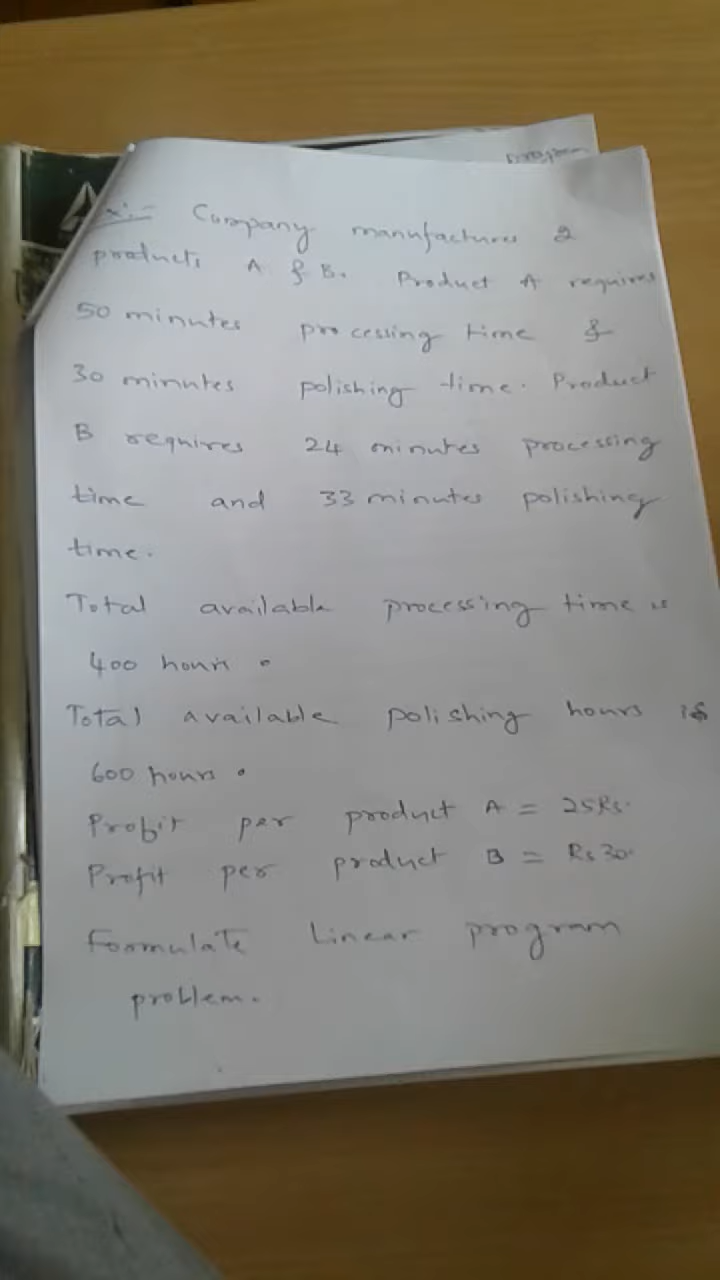 Ex:- Company manufactures 2
products A & B. Product A requires
50 minutes processing time &
30 minutes polishing time. Product
B requires 24 minutes processing
time and 33 minutes polishing
time.
Total available processing time is
400 hours.
Total available polishing hours is
600 hours.
Profit per product A = 25Rs.
Profit per product B = Rs 30.
Formulate Linear program
problem.